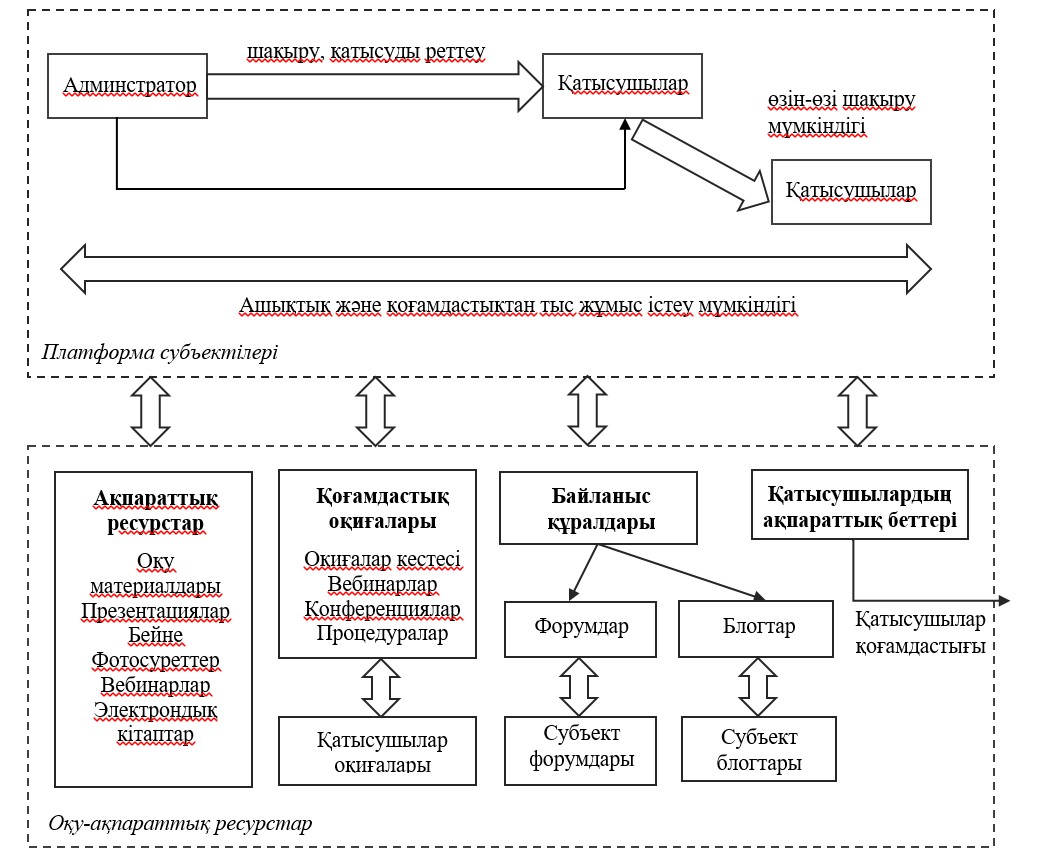 шақыру, қатысуды реттеу
Админстратор
Қатысушылар
өзін-өзі шақыру
мүмкіндігі
Қатысушылар
Ашықтық және қоғамдастықтан тыс жұмыс істеу мүмкіндігі
Платформа субъектілері
Ақпараттық
ресурстар
Оқу
материалдары
Презентациялар
Бейне
Фотосуреттер
Вебинарлар
Электрондық
кітаптар
Қоғамдастық
оқиғалары
Оқиғалар кестесі
Вебинарлар
Конференциялар
Процедуралар
Қатысушылар
оқиғалары
Байланыс
құралдары
Форумдар
Блогтар
Субъект
форумдары
Субъект
блогтары
Қатысушылардың
ақпараттық беттері
Қатысушылар
қоғамдастығы
Оқу-ақпараттық ресурстар